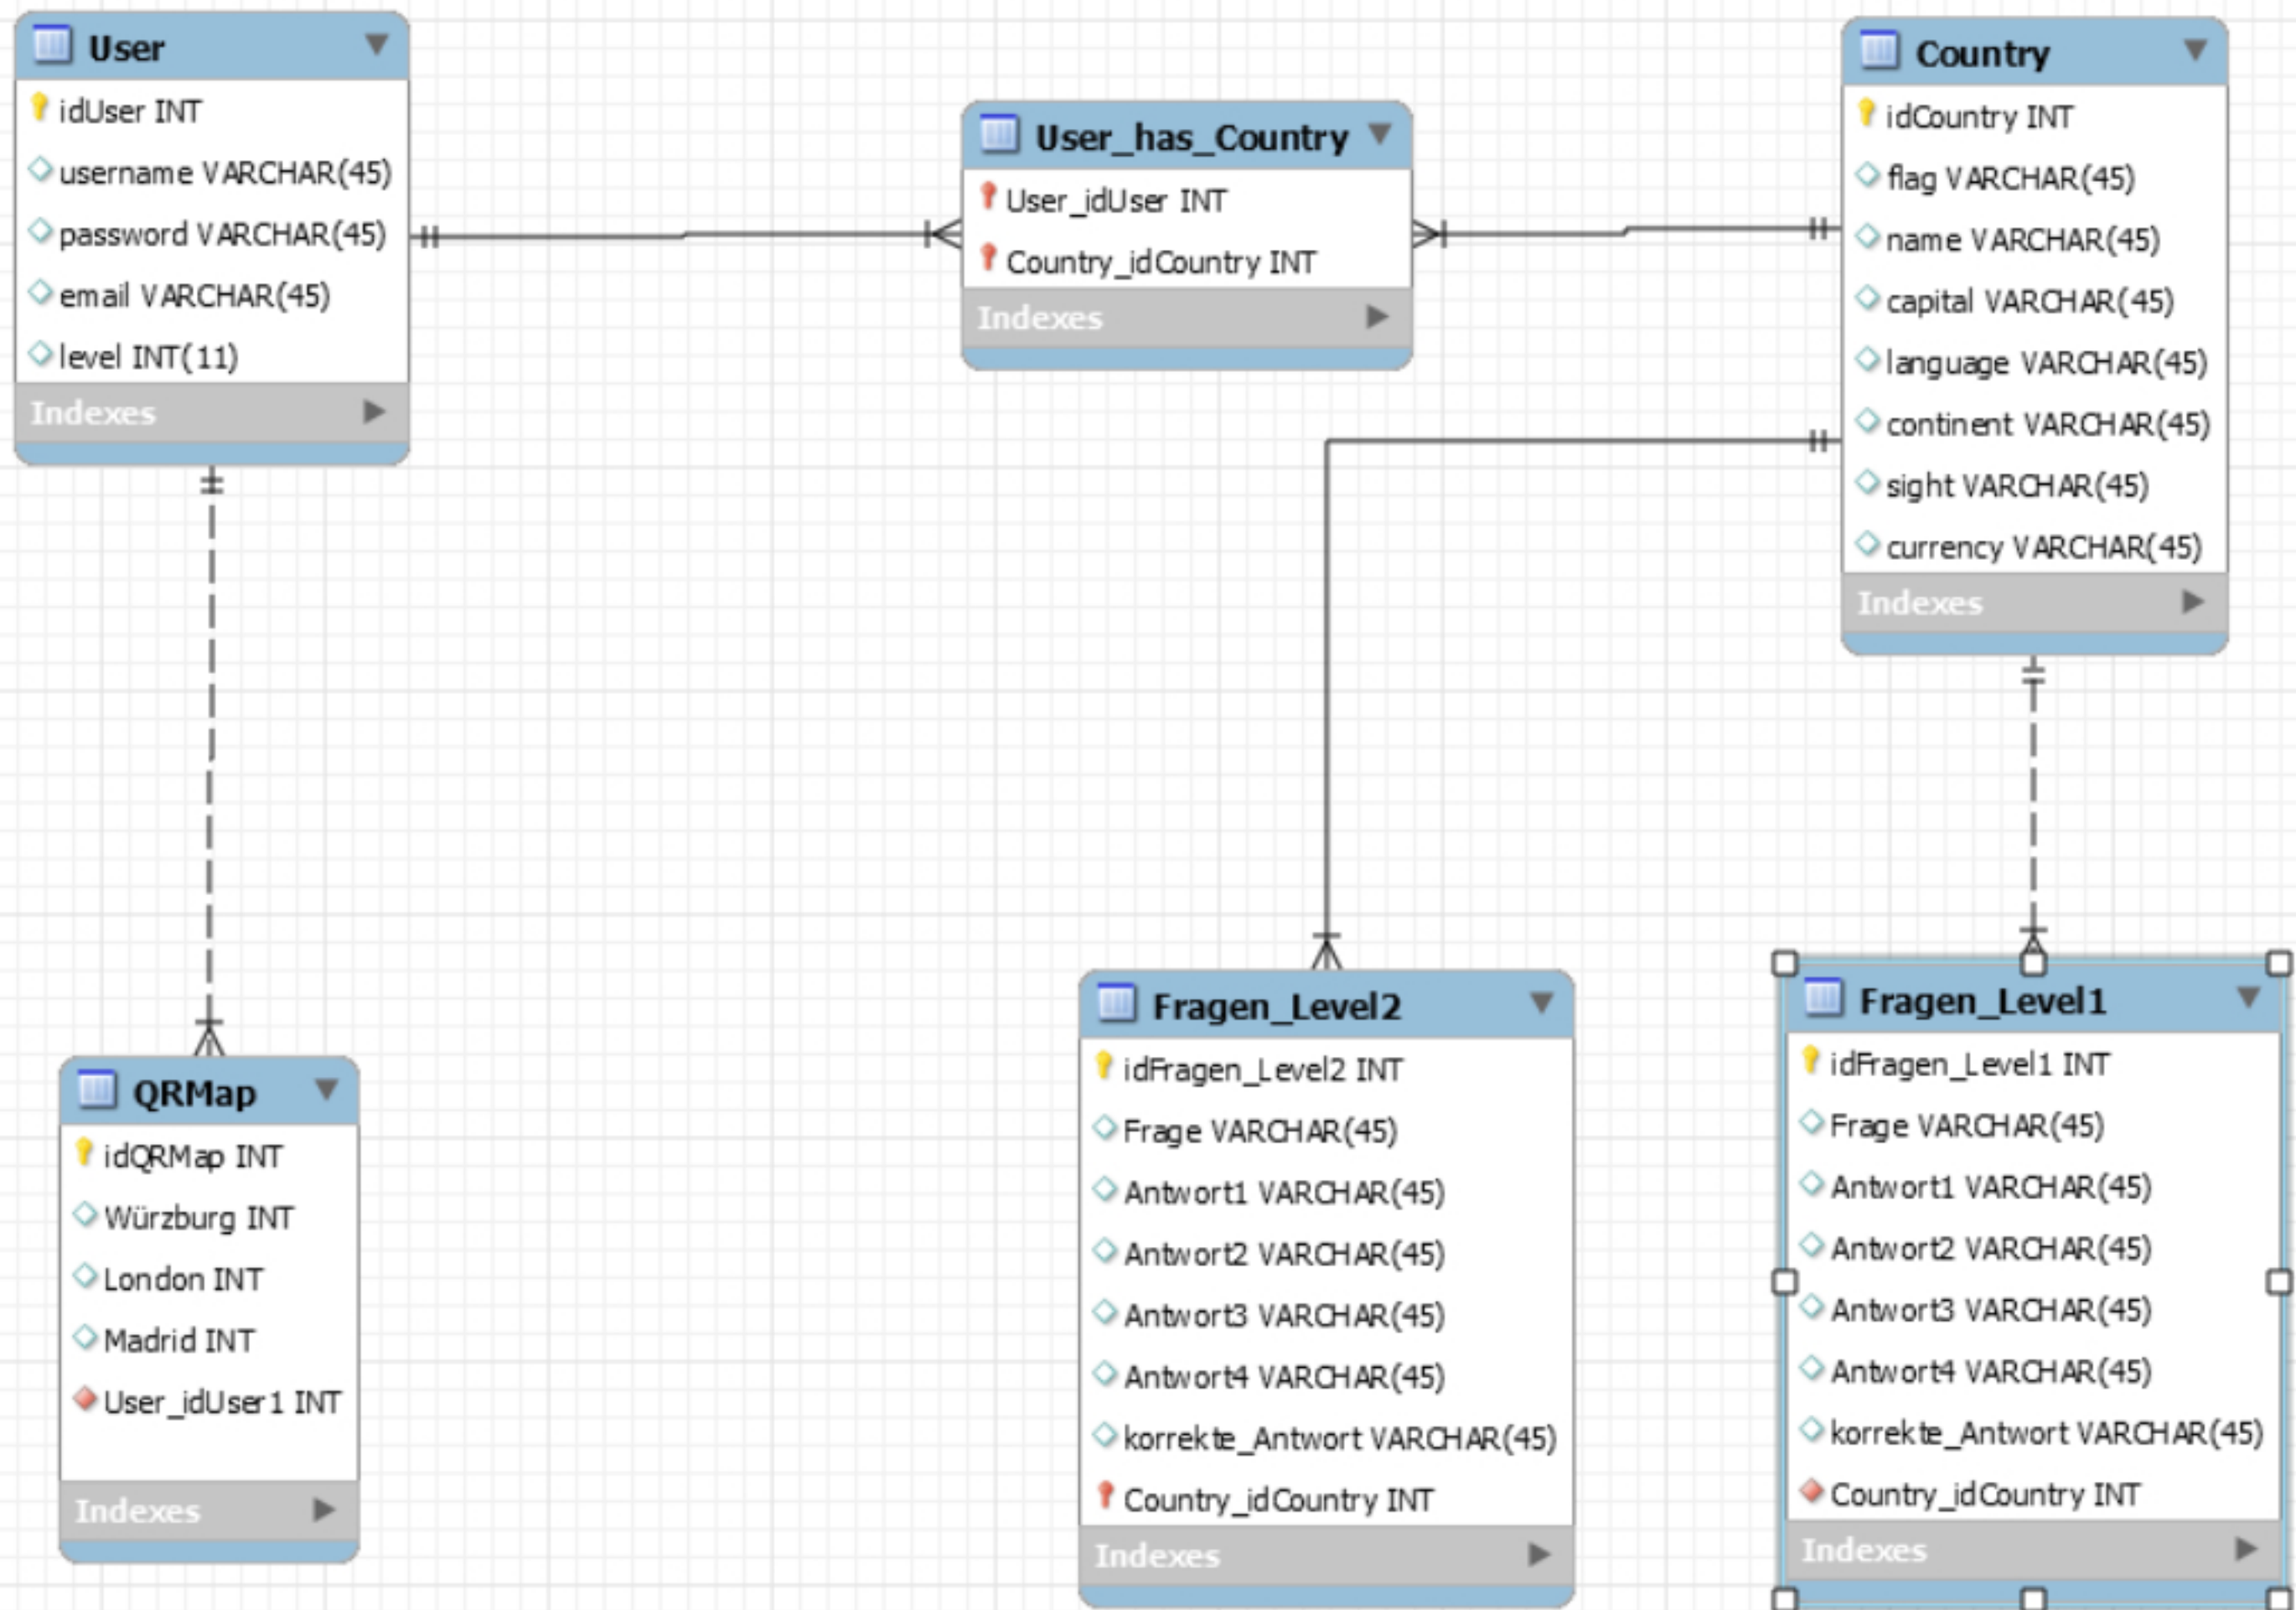 User
idUser INT
username VARCHAR(45)
password VARCHAR(45)
email VARCHAR(45)
level INT(11)
Indexes
User_has_Country
User_idUser INT
Country_idCountry INT
Indexes
Country
idCountry INT
flag VARCHAR(45)
name VARCHAR(45)
capital VARCHAR(45)
language VARCHAR(45)
continent VARCHAR(45)
sight VARCHAR(45)
currency VARCHAR(45)
Indexes
QRMap
idQRMap INT
Würzburg INT
London INT
Madrid INT
User_idUser1 INT
Indexes
Fragen_Level2
idFragen_Level2 INT
Frage VARCHAR(45)
Antwort1 VARCHAR(45)
Antwort2 VARCHAR(45)
Antwort3 VARCHAR(45)
Antwort4 VARCHAR(45)
korrekte_Antwort VARCHAR(45)
Country_idCountry INT
Indexes
Fragen_Level1
idFragen_Level1 INT
Frage VARCHAR(45)
Antwort1 VARCHAR(45)
Antwort2 VARCHAR(45)
Antwort3 VARCHAR(45)
Antwort4 VARCHAR(45)
korrekte_Antwort VARCHAR(45)
Country_idCountry INT
Indexes